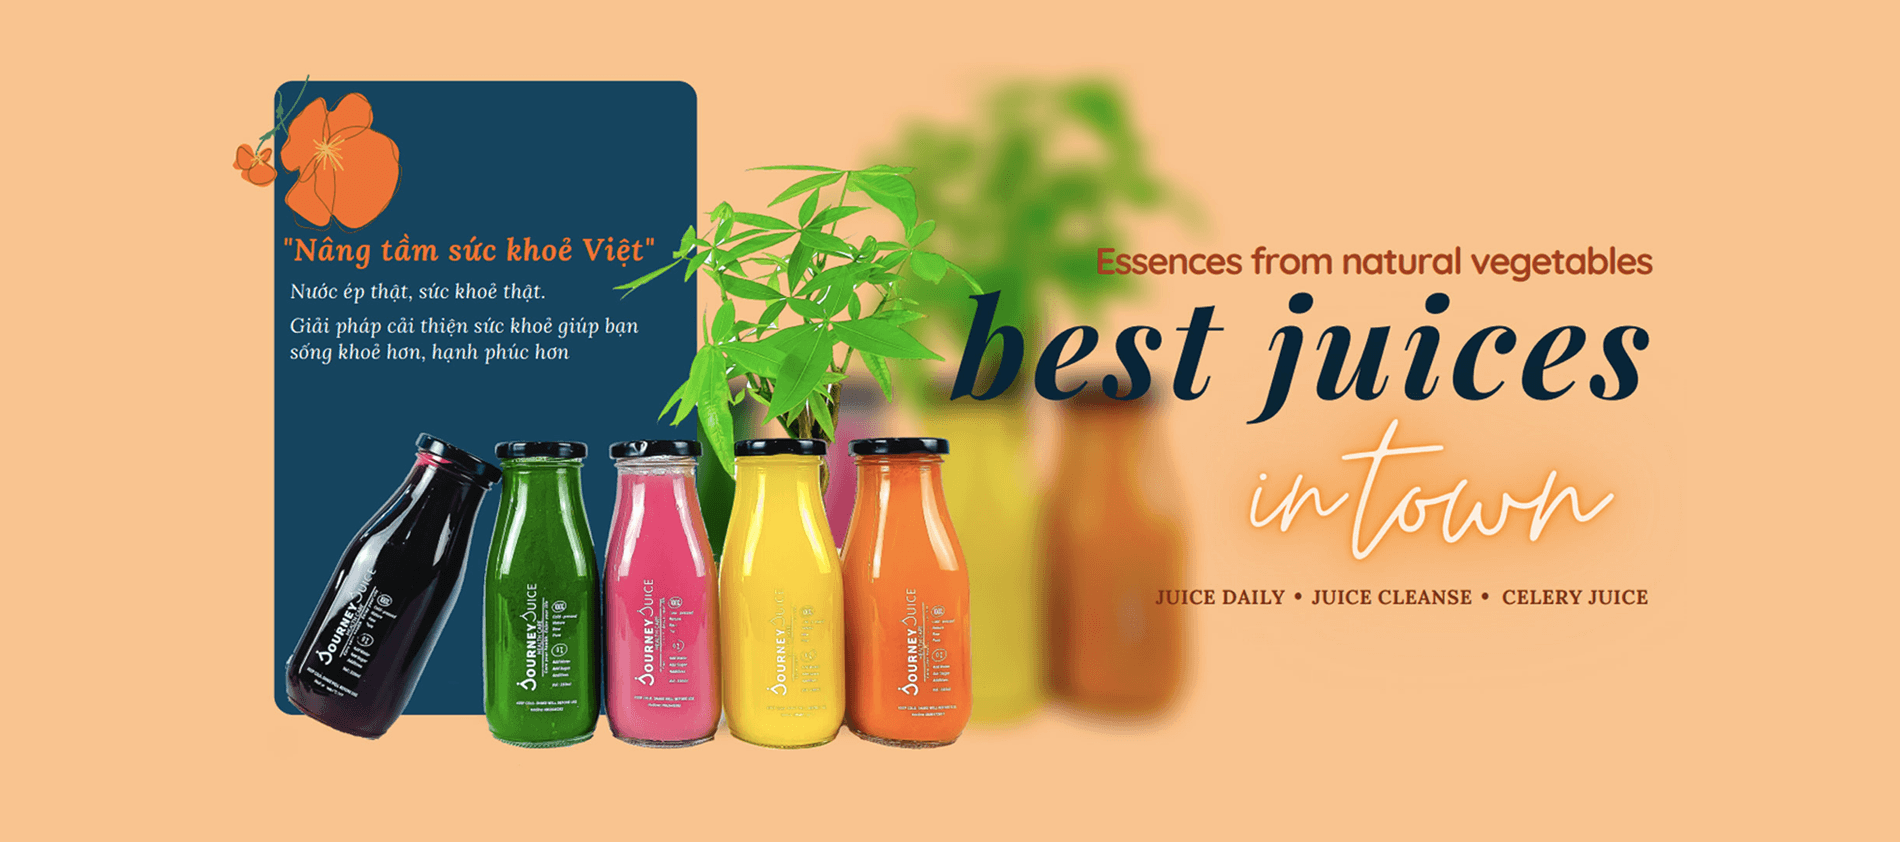 "Nâng tầm sức khoẻ Việt"
Nước ép thật, sức khoẻ thật.
Giải pháp cải thiện sức khoẻ giúp bạn
sống khoẻ hơn, hạnh phúc hơn
Essences from natural vegetables
best juices
in town
JUICE DAILY • JUICE CLEANSE • CELERY JUICE
JOURNEY JUICE
JOURNEY JUICE
HEALTH CARE
JOURNEY JUICE
JOURNEY JUICE
JOURNEY JUICE